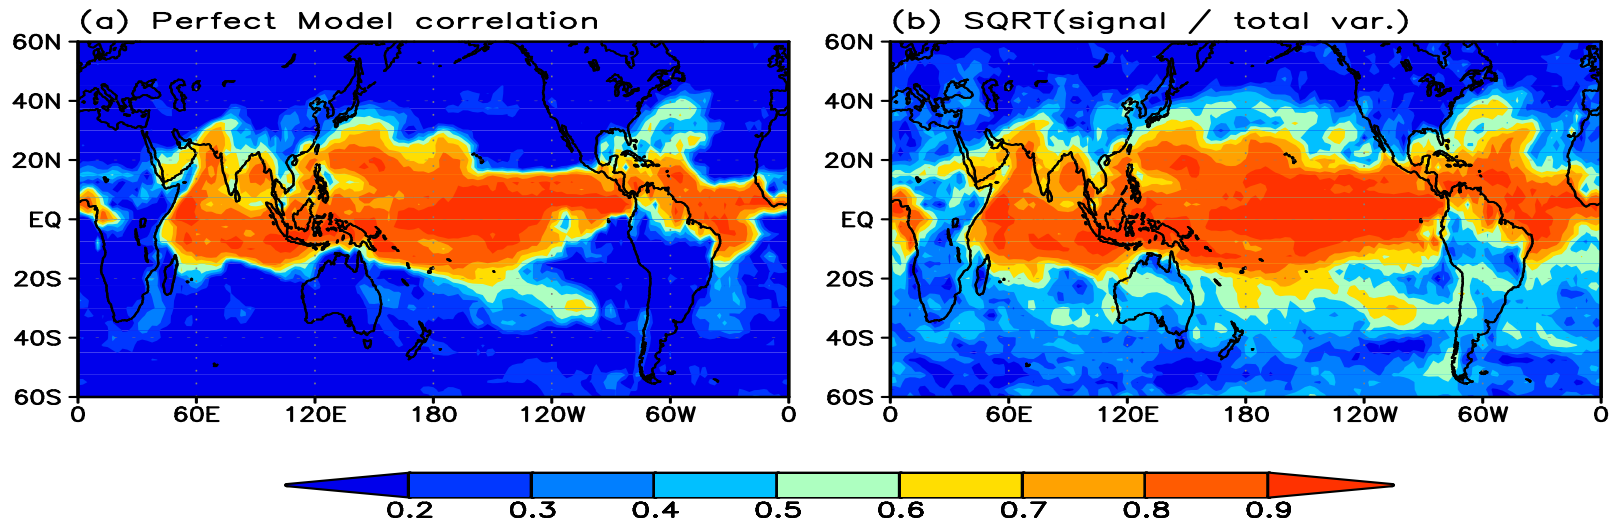 (a) Perfect Model correlation
60N
40N
20N
EQ
20S
40S
60S
0 60E 120E 180 120W 60W 0
(b) SQRT(signal / total var.)
60N
40N
20N
EQ
20S
40S
60S
0 60E 120E 180 120W 60W 0
0.2 0.3 0.4 0.5 0.6 0.7 0.8 0.9